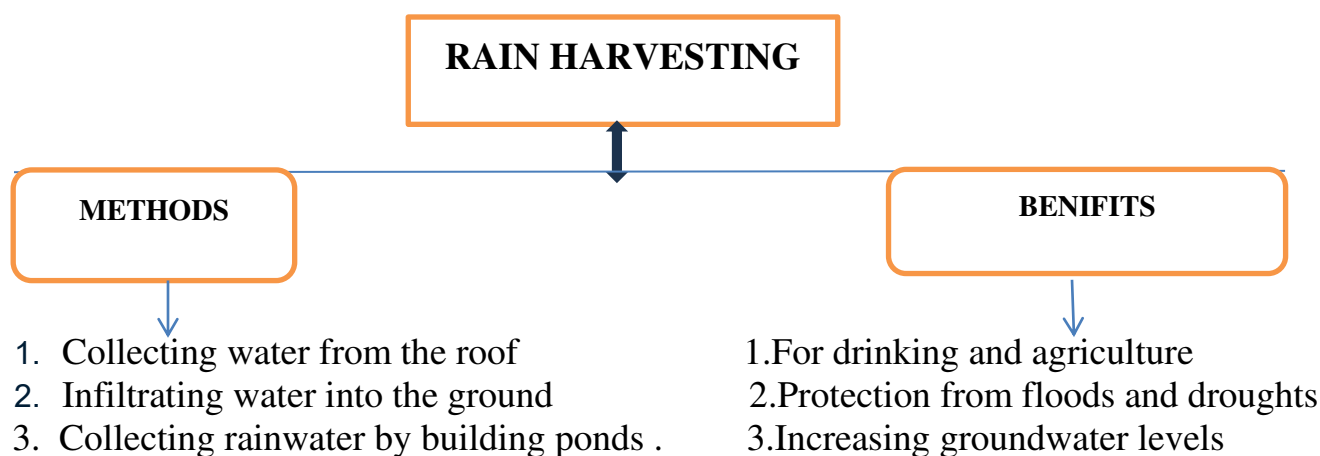 RAIN HARVESTING
METHODS
BENIFITS
1. Collecting water from the roof
2. Infiltrating water into the ground
3. Collecting rainwater by building ponds .
1.For drinking and agriculture
2.Protection from floods and droughts
3.Increasing groundwater levels